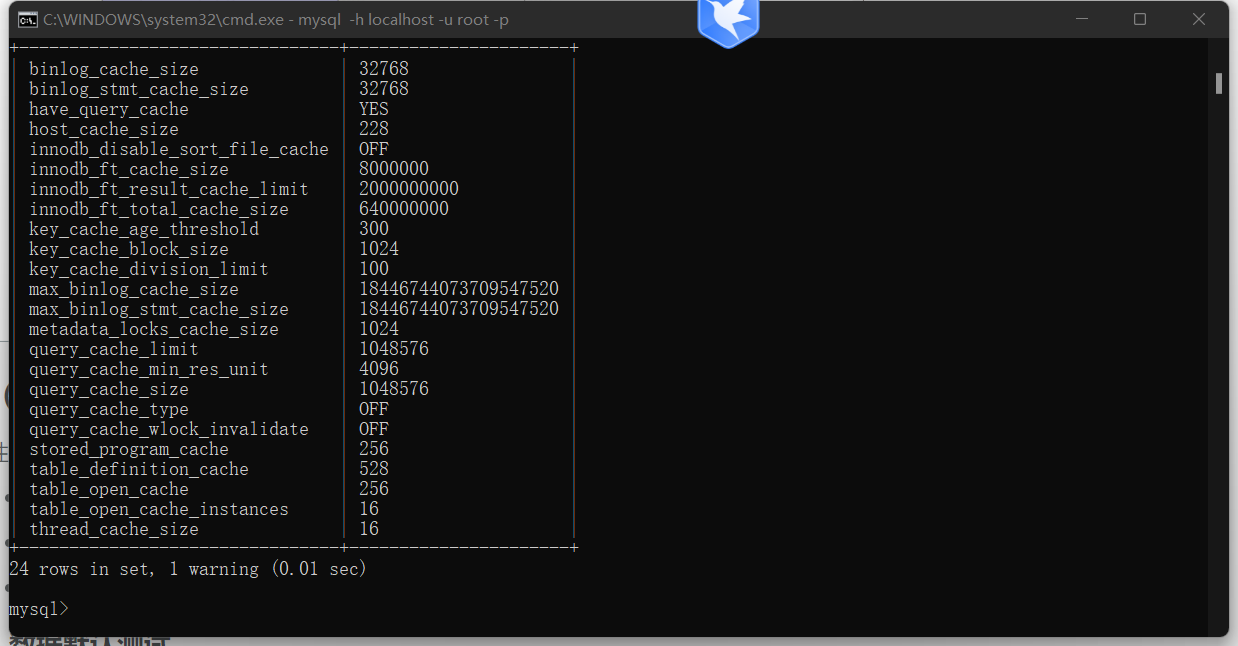 C:\WINDOWS\system32\cmd.exe - mysql  -h localhost -u root -p
binlog_cache_size | 32768
binlog_stmt_cache_size | 32768
have_query_cache | YES
host_cache_size | 228
innodb_disable_sort_file_cache | OFF
innodb_ft_cache_size | 8000000
innodb_ft_result_cache_limit | 2000000000
innodb_ft_total_cache_size | 640000000
key_cache_age_threshold | 300
key_cache_block_size | 1024
key_cache_division_limit | 100
max_binlog_cache_size | 18446744073709547520
max_binlog_stmt_cache_size | 18446744073709547520
metadata_locks_cache_size | 1024
query_cache_limit | 1048576
query_cache_min_res_unit | 4096
query_cache_size | 1048576
query_cache_type | OFF
query_cache_wlock_invalidate | OFF
stored_program_cache | 256
table_definition_cache | 528
table_open_cache | 256
table_open_cache_instances | 16
thread_cache_size | 16
24 rows in set, 1 warning (0.01 sec)
mysql>